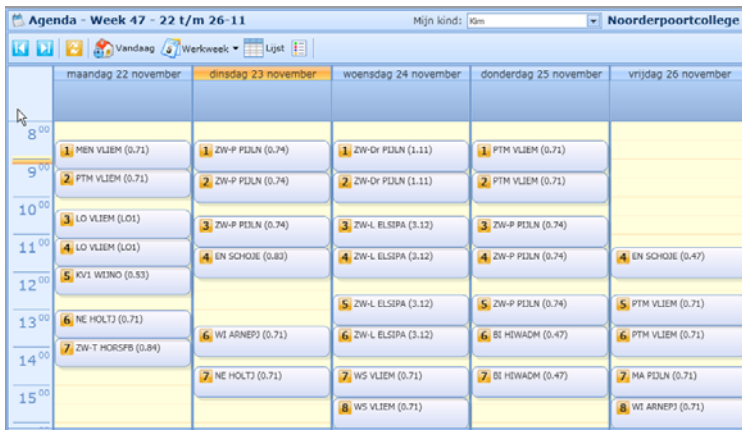 Agenda - Week 47 - 22 t/m 26-11 Mijn kind: Kim Noorderpoortcollege
Vandaag Werkweek Lijst
maandag 22 november dinsdag 23 november woensdag 24 november donderdag 25 november vrijdag 26 november
8 00
1 MEN VLIEM (0.71) 1 ZW-P PIJLN (0.74) 1 ZW-Dr PIJLN (1.11) 1 PTM VLIEM (0.71)
9 00
2 PTM VLIEM (0.71) 2 ZW-P PIJLN (0.74) 2 ZW-Dr PIJLN (1.11) 2 PTM VLIEM (0.71)
10 00
3 LO VLIEM (LO1) 3 ZW-P PIJLN (0.74) 3 ZW-L ELSIPA (3.12) 3 ZW-P PIJLN (0.74)
11 00
4 LO VLIEM (LO1) 4 EN SCHOJE (0.83) 4 ZW-L ELSIPA (3.12) 4 ZW-P PIJLN (0.74) 4 EN SCHOJE (0.47)
5 KV1 WIJNO (0.53)
12 00
5 ZW-L ELSIPA (3.12) 5 ZW-P PIJLN (0.74) 5 PTM VLIEM (0.71)
13 00
6 NE HOLTJ (0.71) 6 WI ARNEPJ (0.71) 6 ZW-L ELSIPA (3.12) 6 BI HIWADM (0.47) 6 PTM VLIEM (0.71)
7 ZW-T HORSFB (0.84)
14 00
7 NE HOLTJ (0.71) 7 WS VLIEM (0.71) 7 BI HIWADM (0.47) 7 MA PIJLN (0.71)
15 00
8 WS VLIEM (0.71) 8 WI ARNEPJ (0.71)